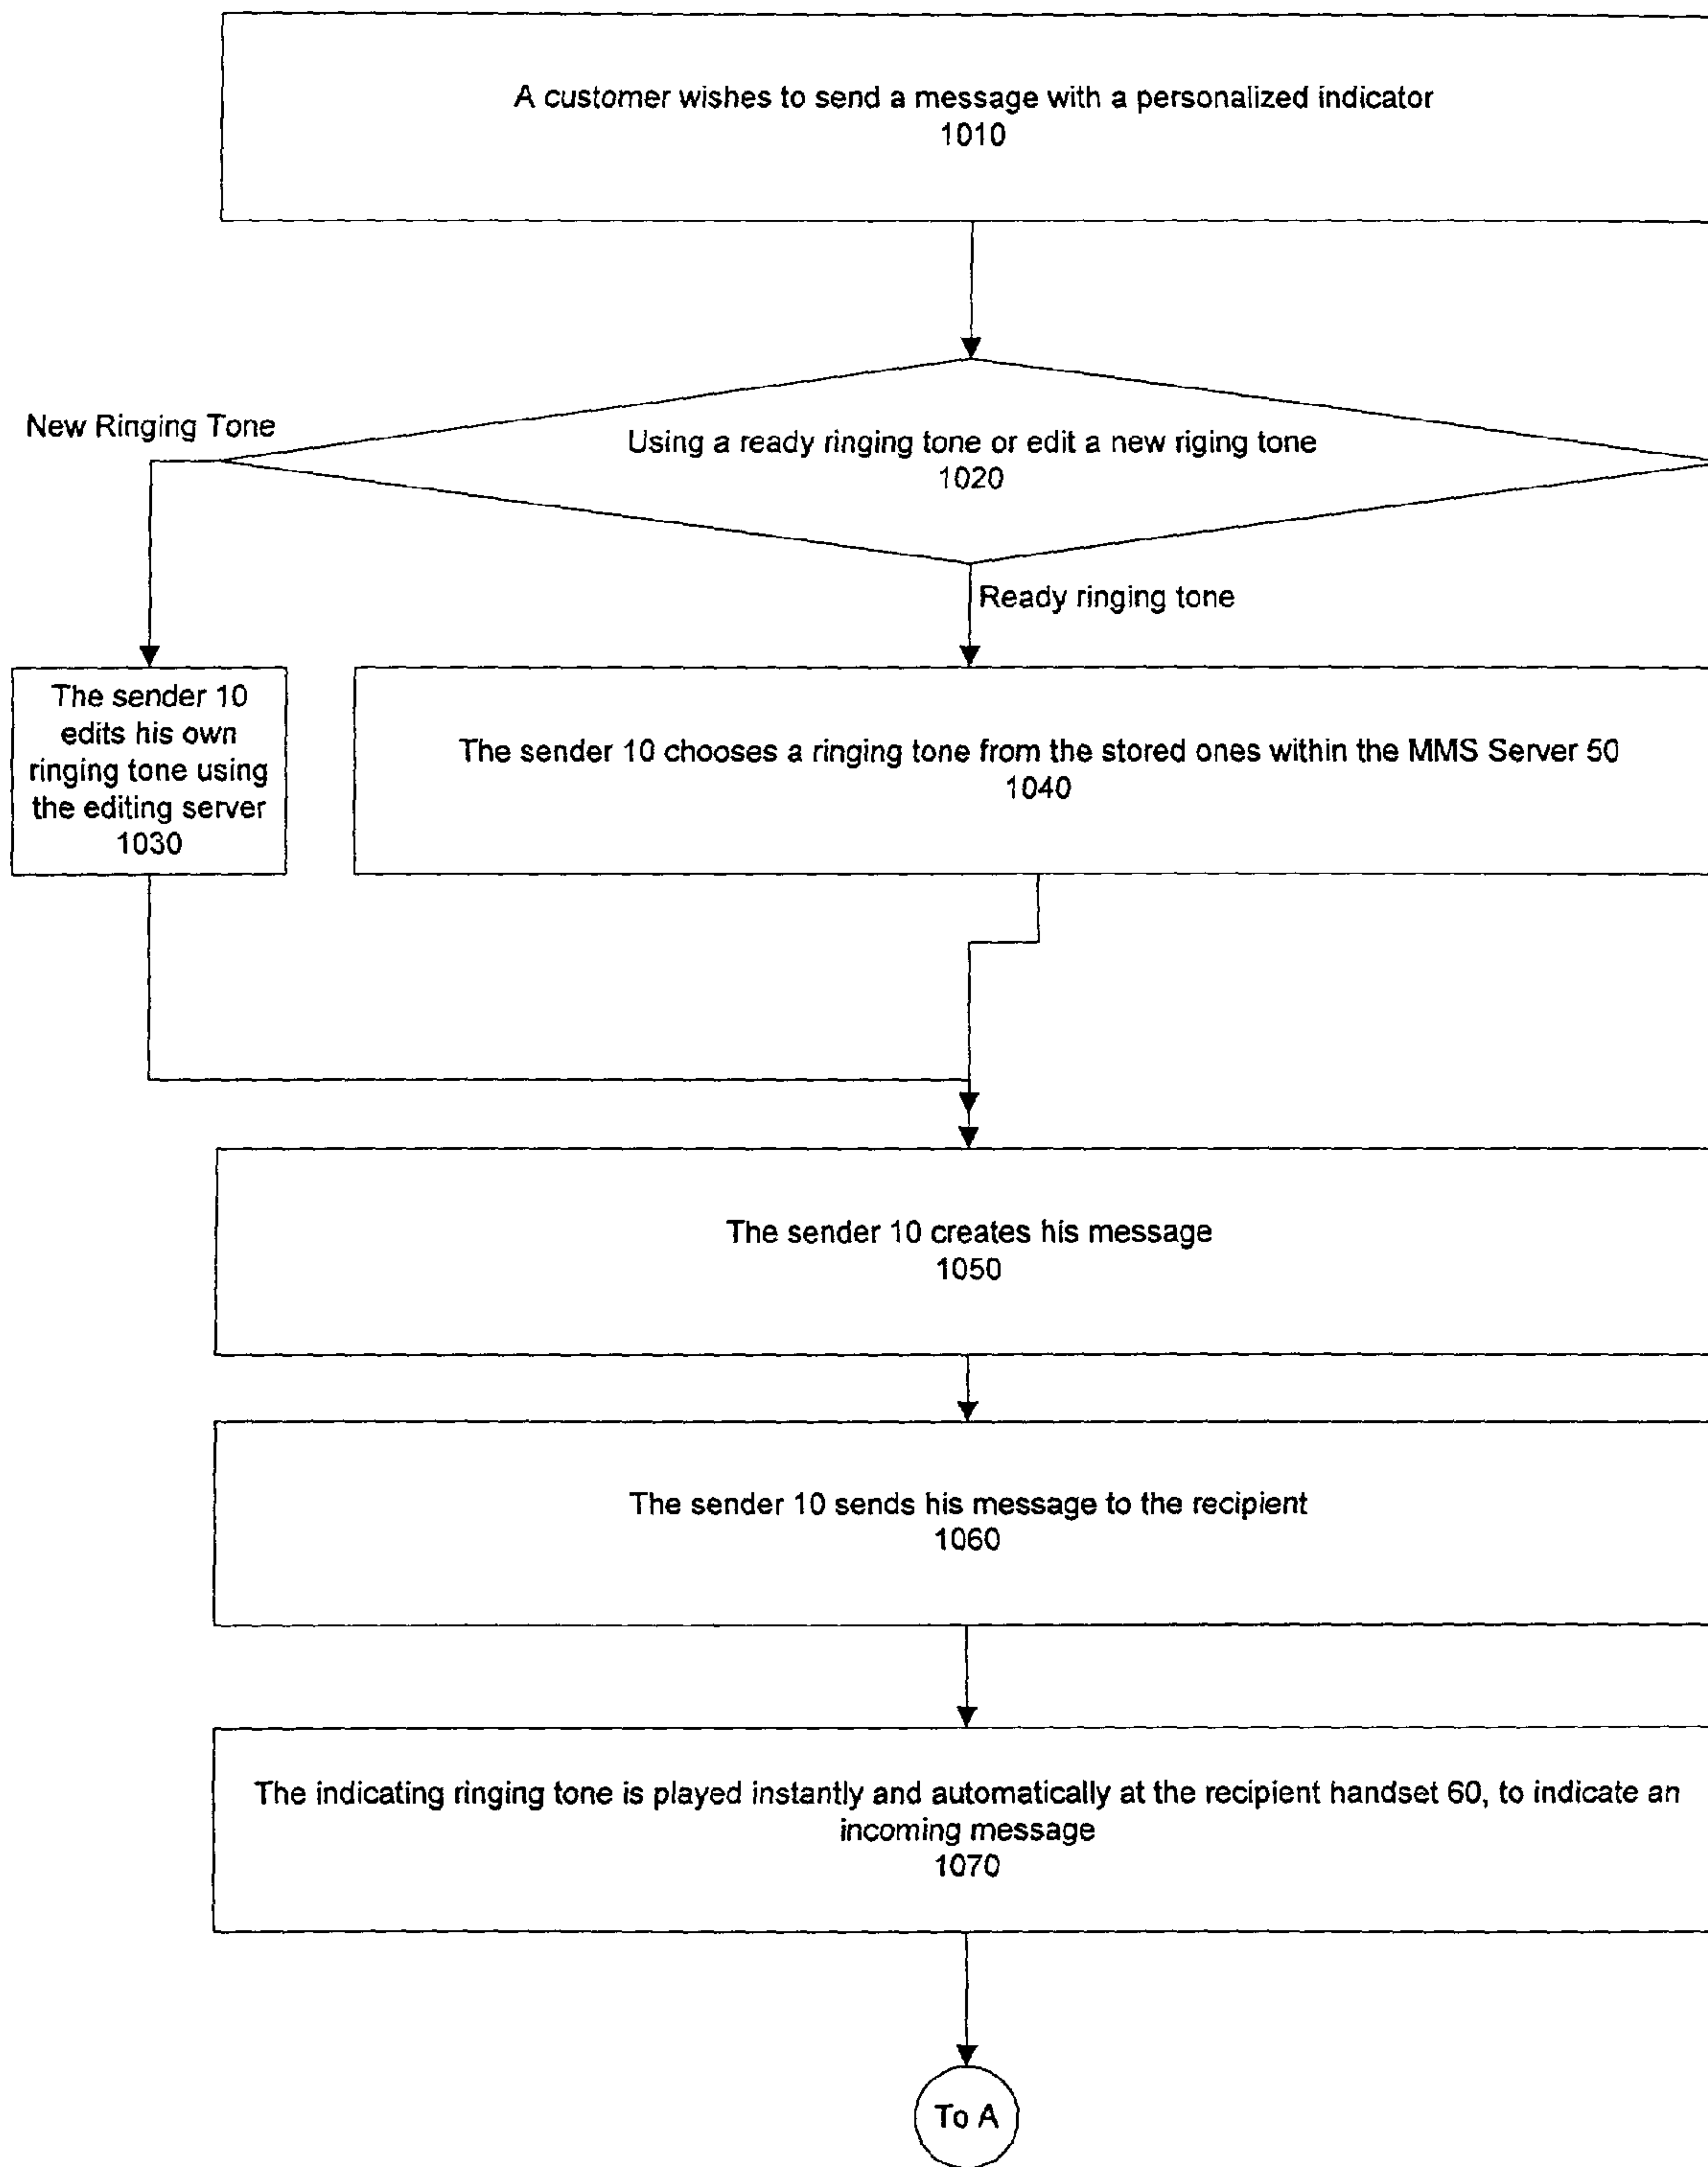 A customer wishes to send a message with a personalized indicator
1010
New Ringing Tone
Using a ready ringing tone or edit a new riging tone
1020
Ready ringing tone
The sender 10
edits his own
ringing tone using
the editing server
1030
The sender 10 chooses a ringing tone from the stored ones within the MMS Server 50
1040
The sender 10 creates his message
1050
The sender 10 sends his message to the recipient
1060
The indicating ringing tone is played instantly and automatically at the recipient handset 60, to indicate an
incoming message
1070
To A